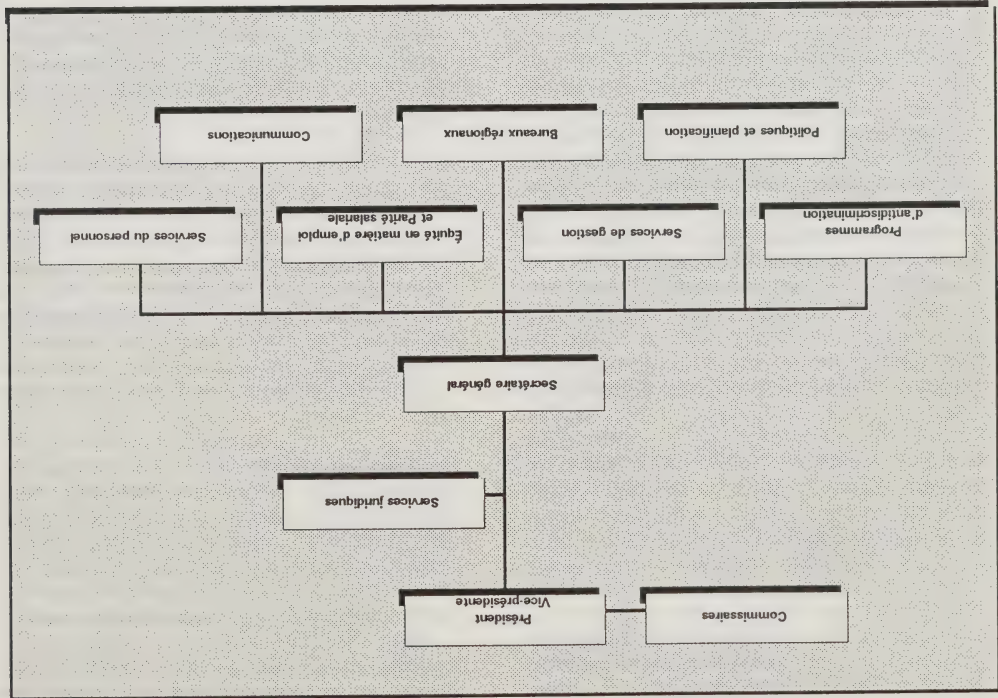 Commissaires
Président
Vice-présidente
Services juridiques
Secrétaire général
Programmes
d'antidiscrimination
Services de gestion
Équité en matière d'emploi
et Parité salariale
Services du personnel
Politiques et planification
Bureaux régionaux
Communications